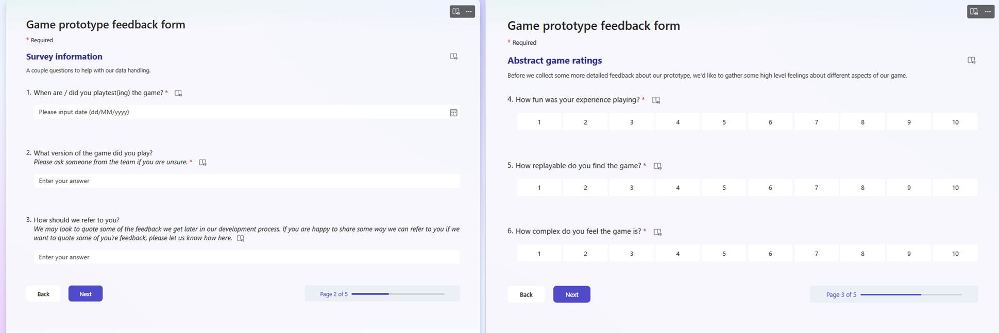 Game prototype feedback form
* Required
Survey information
A couple questions to help with our data handling.
1. When are / did you playtest(ing) the game? *
Please input date (dd/MM/yyyy)
2. What version of the game did you play?
Please ask someone from the team if you are unsure. *
Enter your answer
3. How should we refer to you?
We may look to quote some of the feedback we get later in our development process. If you are happy to share some way we can refer to you if we
want to quote some of you're feedback, please let us know how here.
Enter your answer
Back
Next
Page 2 of 5
Game prototype feedback form
* Required
Abstract game ratings
Before we collect some more detailed feedback about our prototype, we'd like to gather some high level feelings about different aspects of our game.
4. How fun was your experience playing? *
1 2 3 4 5 6 7 8 9 10
5. How replayable do you find the game? *
1 2 3 4 5 6 7 8 9 10
6. How complex do you feel the game is? *
1 2 3 4 5 6 7 8 9 10
Back
Next
Page 3 of 5